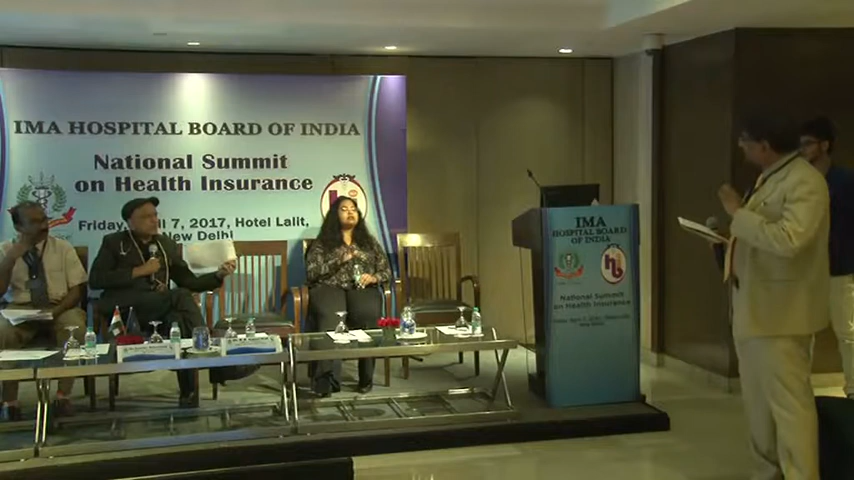 IMA HOSPITAL BOARD OF INDIA
National Summit
on Health Insurance
Friday, 7, 2017, Hotel Lalit,
New Delhi
IMA
HOSPITAL BOARD OF INDIA
National Summit
on Health Insurance